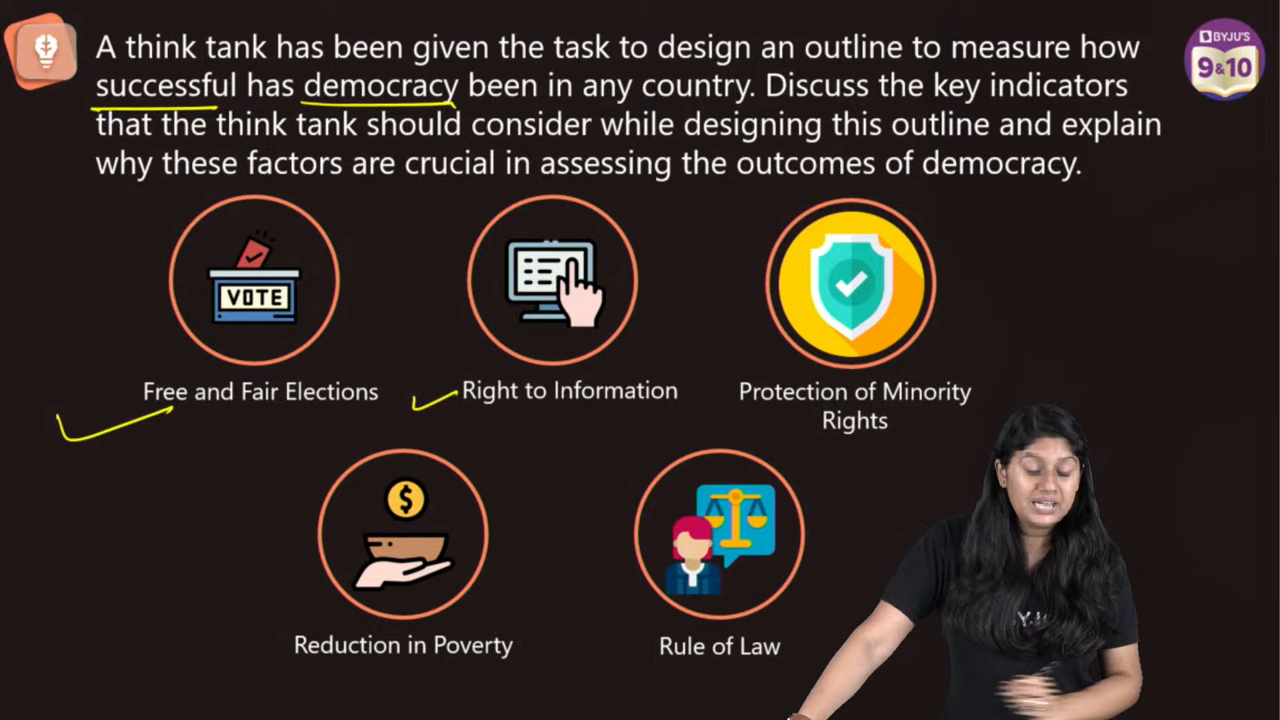 A think tank has been given the task to design an outline to measure how
successful has democracy been in any country. Discuss the key indicators
that the think tank should consider while designing this outline and explain
why these factors are crucial in assessing the outcomes of democracy.
BYJU'S
9&10
VOTE
Free and Fair Elections
Right to Information
Protection of Minority
Rights
$
Reduction in Poverty
Rule of Law